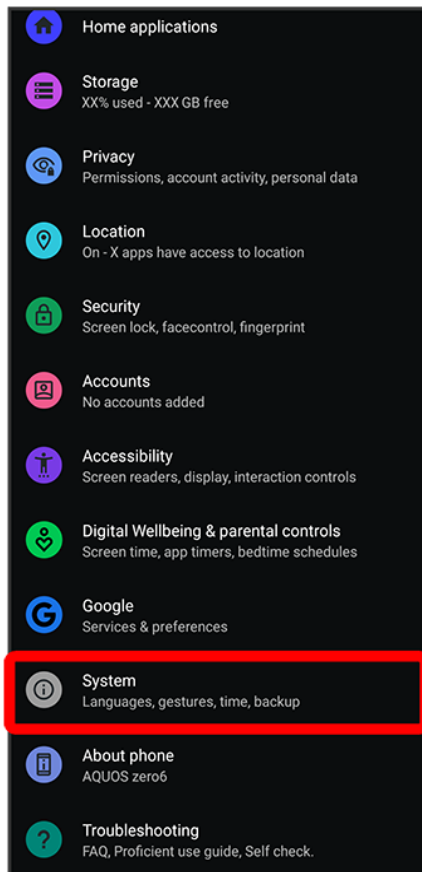 Home applications
Storage
XX% used - XXX GB free
Privacy
Permissions, account activity, personal data
Location
On - X apps have access to location
Security
Screen lock, facecontrol, fingerprint
Accounts
No accounts added
Accessibility
Screen readers, display, interaction controls
Digital Wellbeing & parental controls
Screen time, app timers, bedtime schedules
Google
Services & preferences
System
Languages, gestures, time, backup
About phone
AQUOS zero6
Troubleshooting
FAQ, Proficient use guide, Self check.